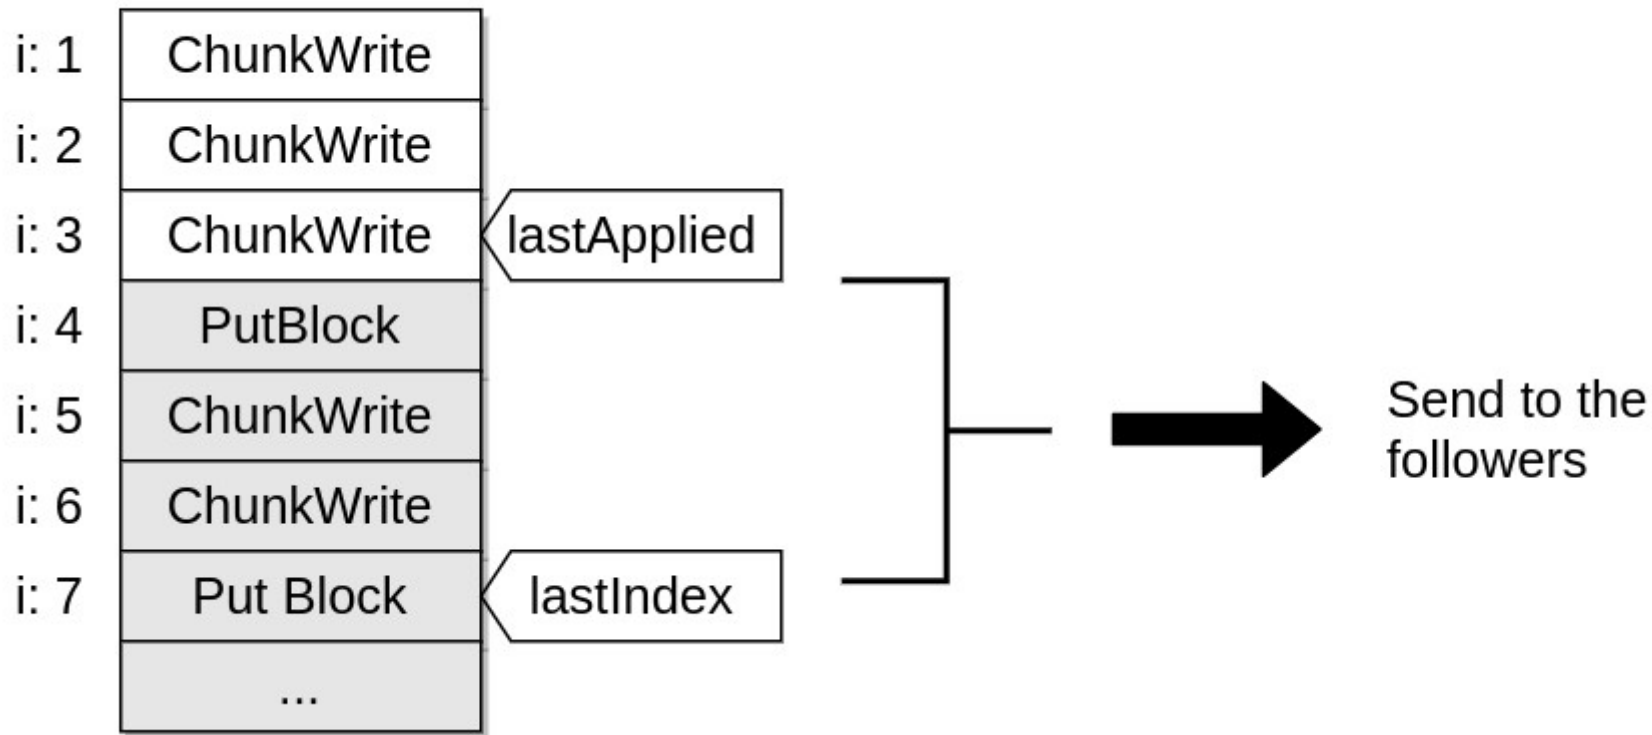 i: 1 ChunkWrite
i: 2 ChunkWrite
i: 3 ChunkWrite lastApplied
i: 4 PutBlock
i: 5 ChunkWrite
i: 6 ChunkWrite
i: 7 Put Block lastIndex
...
Send to the
followers